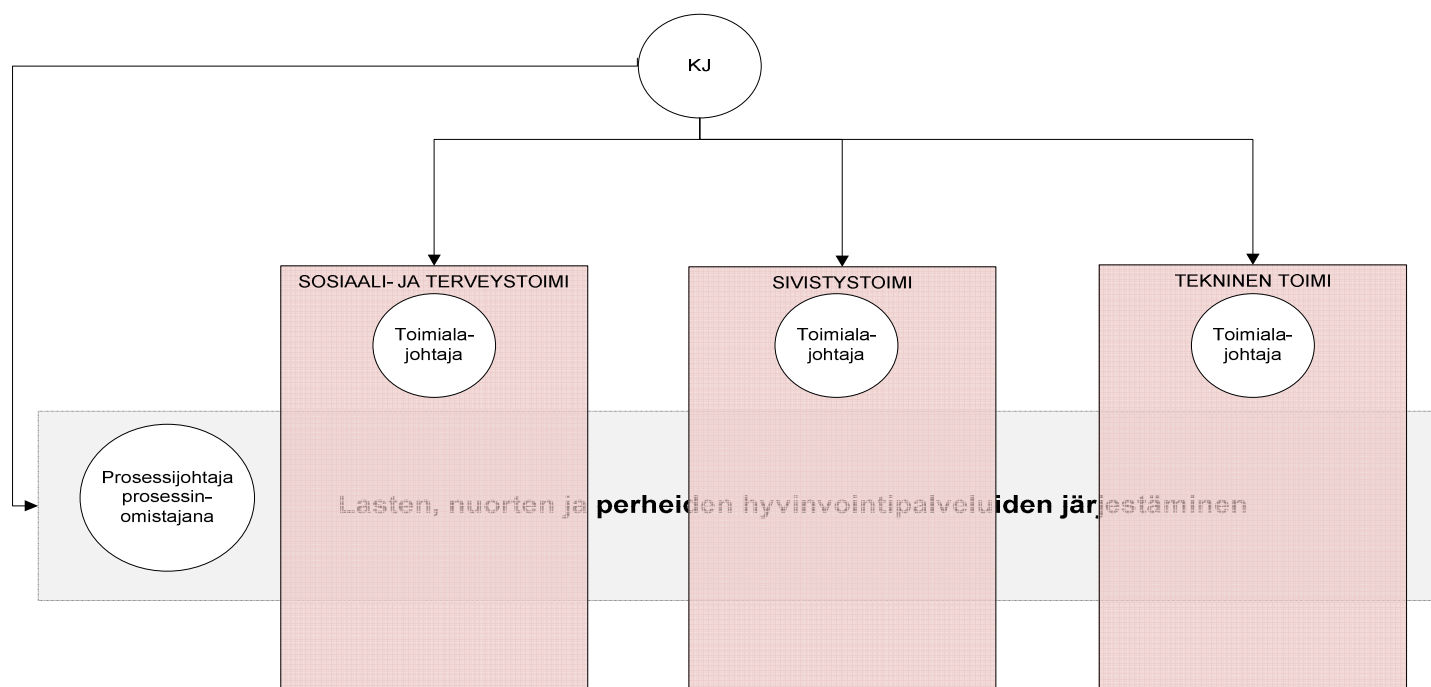 KJ
SOSIAALI- JA TERVEYSTOIMI
SIVISTYSTOIMI
TEKNINEN TOIMI
Toimiala-
johtaja
Toimiala-
johtaja
Toimiala-
johtaja
Prosessijohtaja
prosessin-
omistajana
Lasten, nuorten ja perheiden hyvinvointipalveluiden järjestäminen